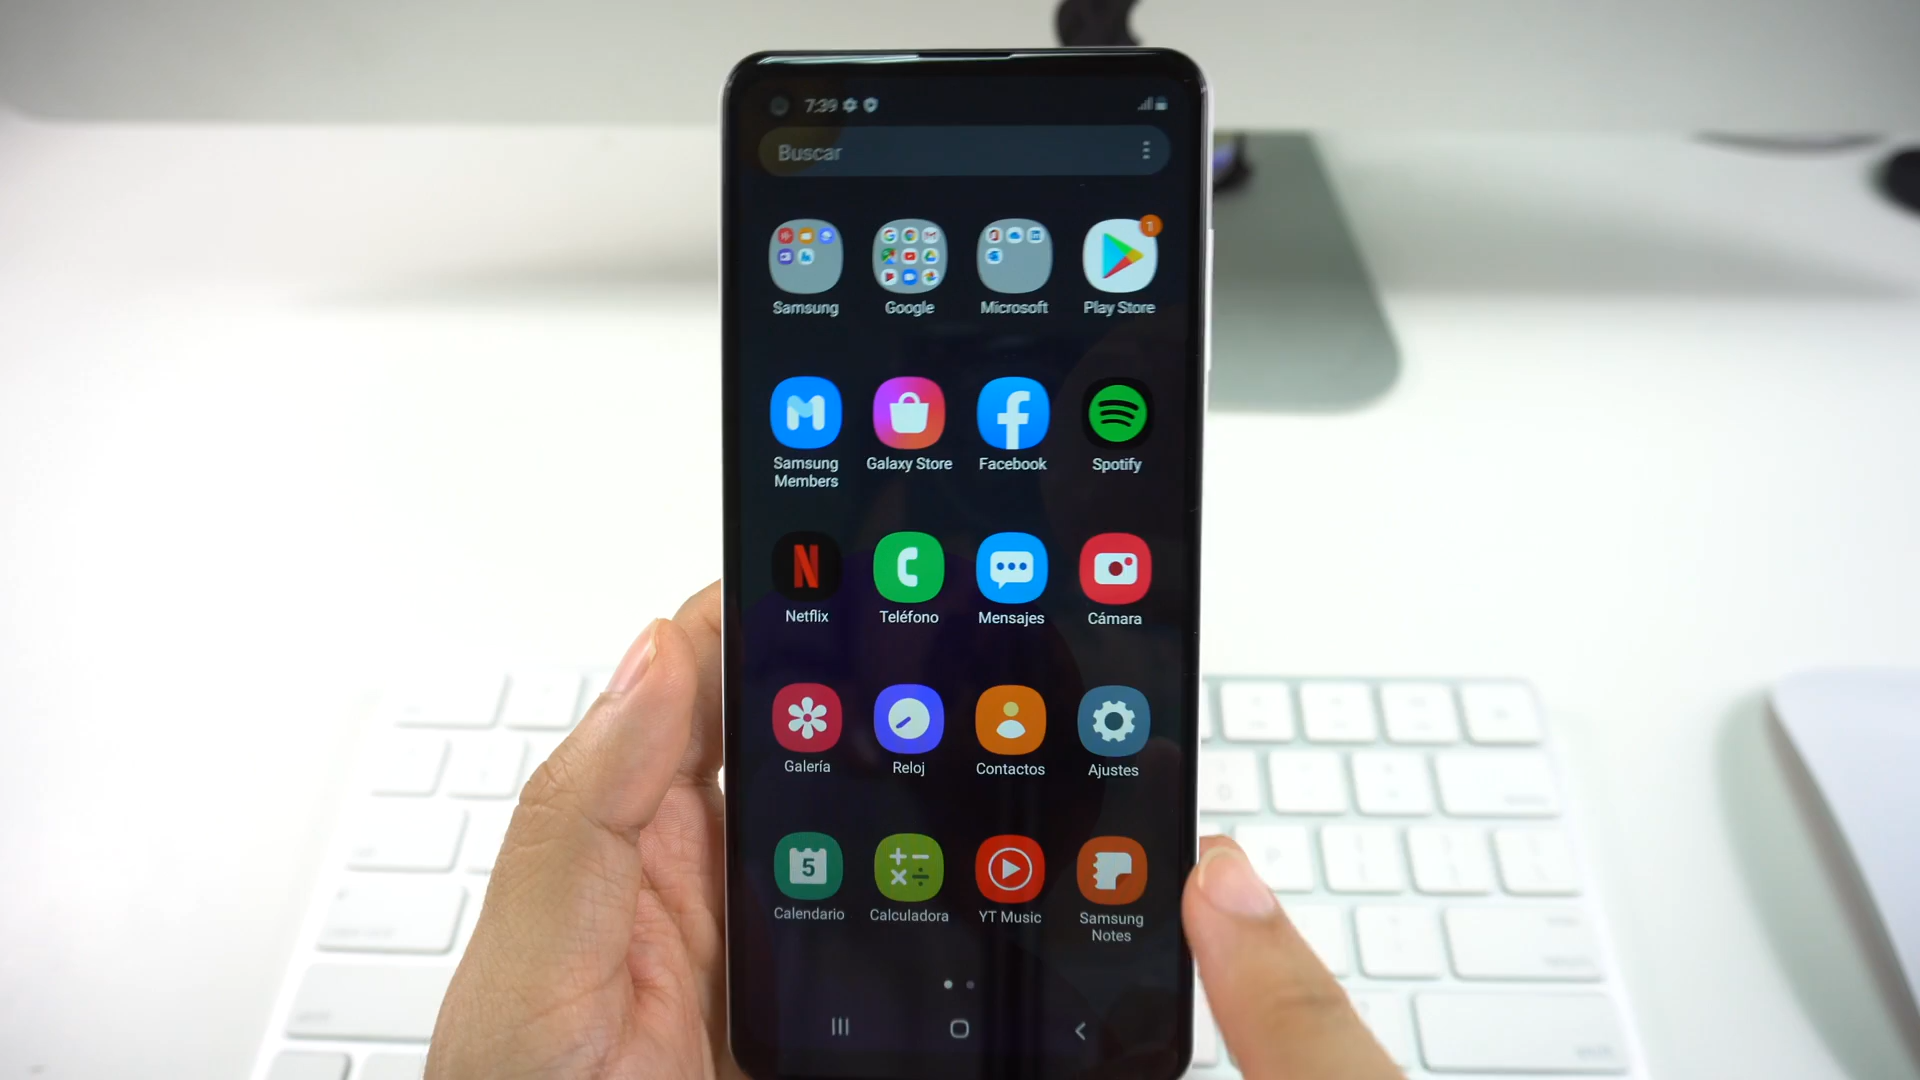 7:39
Buscar
1
Samsung Google Microsoft Play Store
Samsung Members Galaxy Store Facebook Spotify
N
Netflix Teléfono Mensajes Cámara
Galería Reloj Contactos Ajustes
5
Calendario Calculadora YT Music Samsung Notes